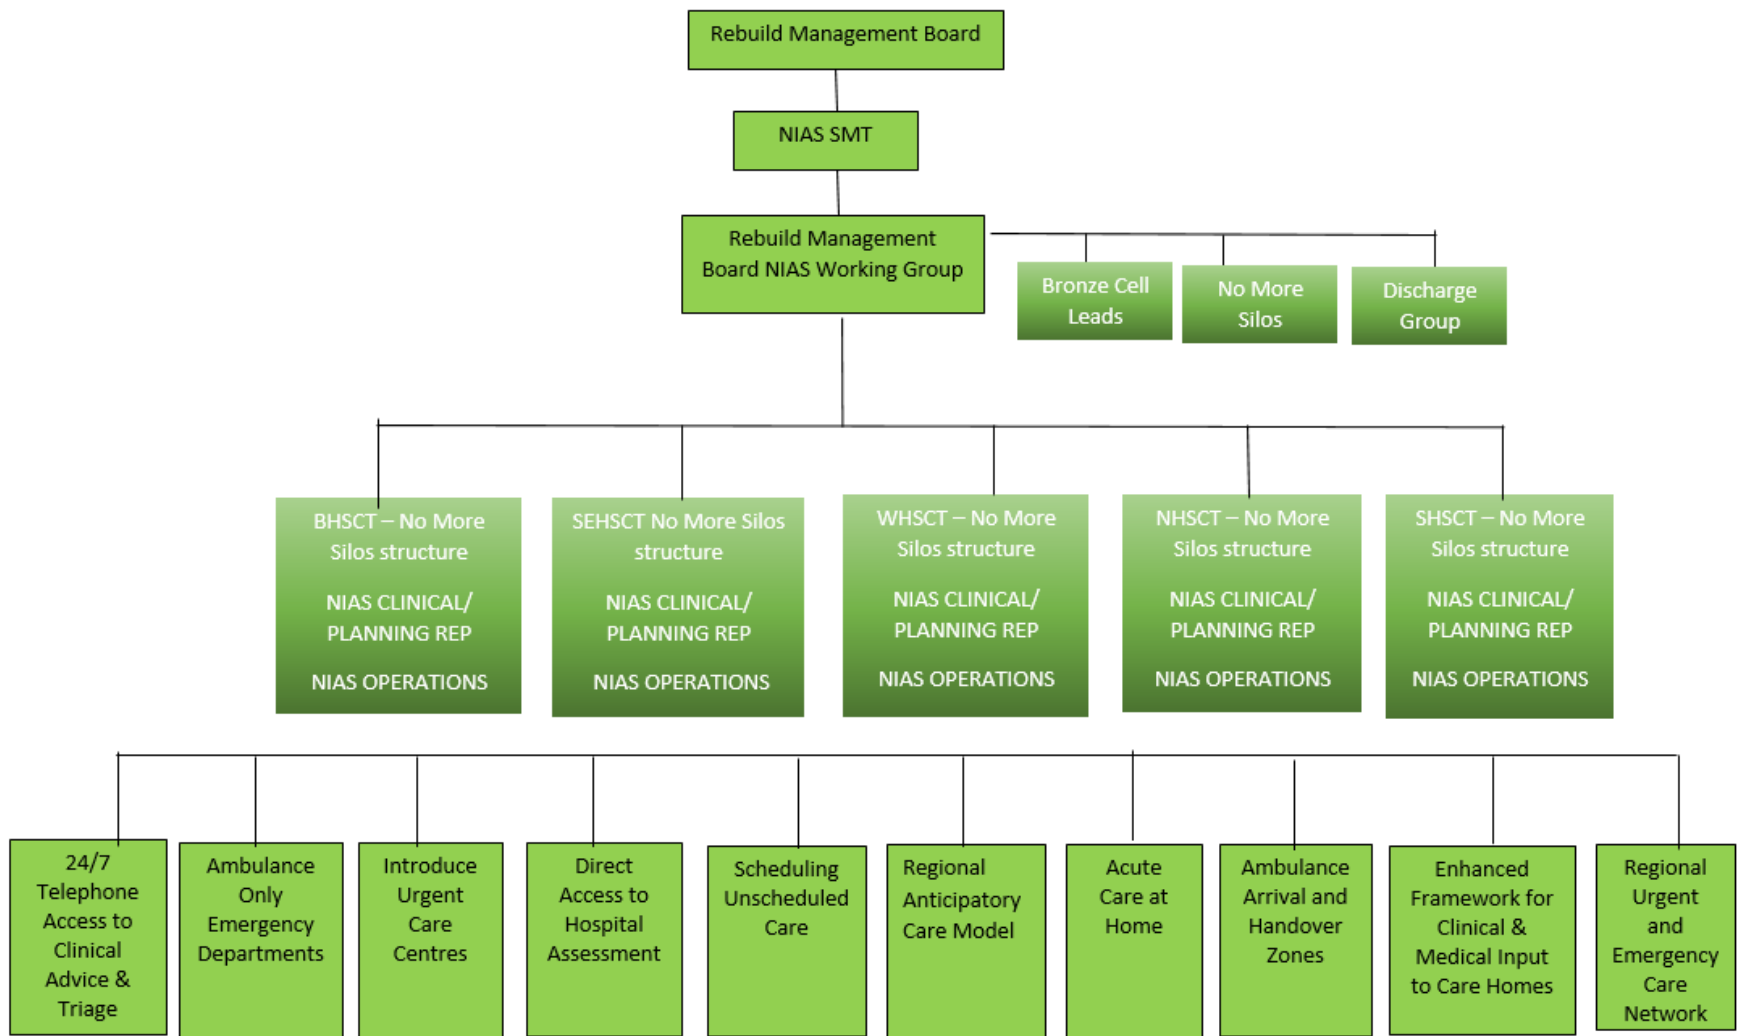 Rebuild Management Board
NIAS SMT
Rebuild Management
Board NIAS Working Group
Bronze Cell
Leads
No More
Silos
Discharge
Group
BHSCT – No More
Silos structure
NIAS CLINICAL/
PLANNING REP
NIAS OPERATIONS
SEHSCT No More Silos
structure
NIAS CLINICAL/
PLANNING REP
NIAS OPERATIONS
WHSCT – No More
Silos structure
NIAS CLINICAL/
PLANNING REP
NIAS OPERATIONS
NHSCT – No More
Silos structure
NIAS CLINICAL/
PLANNING REP
NIAS OPERATIONS
SHSCT – No More
Silos structure
NIAS CLINICAL/
PLANNING REP
NIAS OPERATIONS
24/7
Telephone
Access to
Clinical
Advice &
Triage
Ambulance
Only
Emergency
Departments
Introduce
Urgent
Care
Centres
Direct
Access to
Hospital
Assessment
Scheduling
Unscheduled
Care
Regional
Anticipatory
Care Model
Acute
Care at
Home
Ambulance
Arrival and
Handover
Zones
Enhanced
Framework for
Clinical &
Medical Input
to Care Homes
Regional
Urgent
and
Emergency
Care
Network